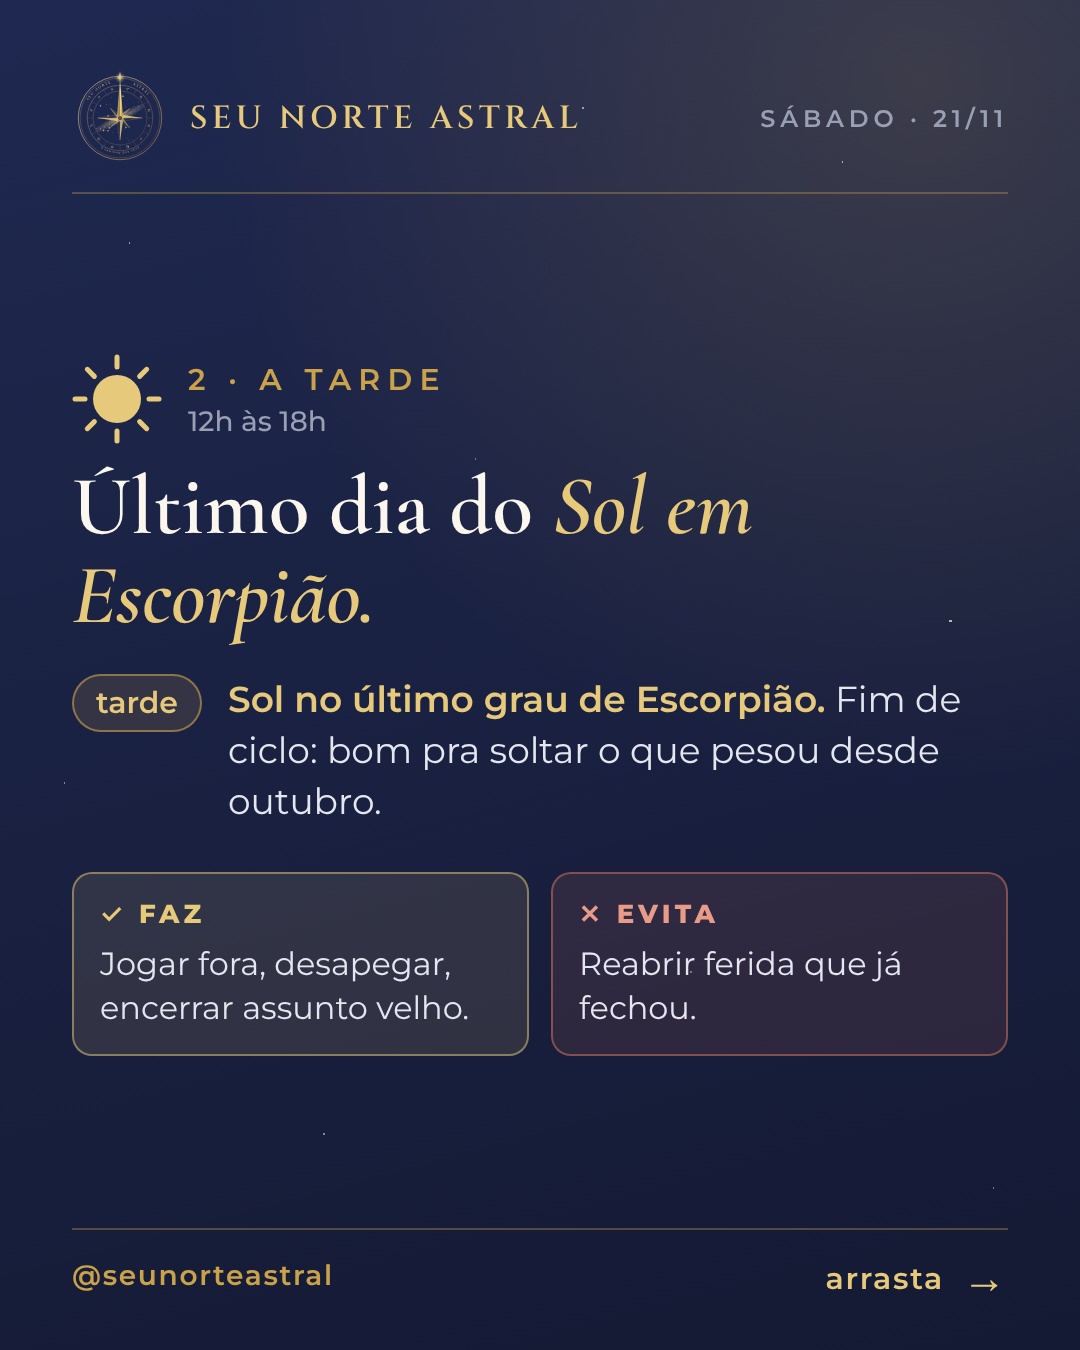 SEU NORTE ASTRAL
SÁBADO · 21/11
2 · A TARDE
12h às 18h
Último dia do Sol em
Escorpião.
tarde
Sol no último grau de Escorpião. Fim de
ciclo: bom pra soltar o que pesou desde
outubro.
✓ FAZ
Jogar fora, desapegar,
encerrar assunto velho.
✕ EVITA
Reabrir ferida que já
fechou.
@seunorteastral
arrasta →